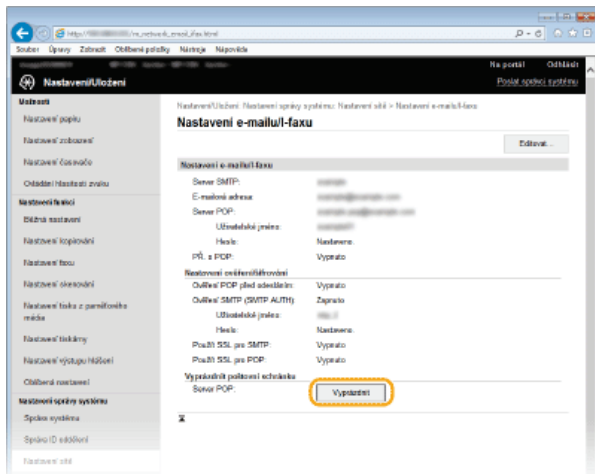 http://
/m_network_email_ifax.html
Soubor Úpravy Zobrazit Oblíbené položky Nástroje Nápověda
Na portál Odhlásit
Nastavení/Uložení
Poslat správci systému
Možnosti
Nastavení papíru
Nastavení zobrazení
Nastavení časovače
Ovládání hlasitosti zvuku
Nastavení funkcí
Běžná nastavení
Nastavení kopírování
Nastavení faxu
Nastavení skenování
Nastavení tisku z paměťového
média
Nastavení tiskárny
Nastavení výstupu hlášení
Oblíbená nastavení
Nastavení správy systému
Správa systému
Správa ID oddělení
Nastavení sítě
Nastavení/Uložení: Nastavení správy systému: Nastavení sítě > Nastavení e-mailu/I-faxu
Nastavení e-mailu/I-faxu
Editovat...
Nastavení e-mailu/I-faxu
Server SMTP:
E-mailová adresa:
Server POP:
Uživatelské jméno:
Heslo: Nastaveno
PŘ. s POP: Vypnuto
Nastavení ověření/šifrování
Ověření POP před odesláním: Vypnuto
Ověření SMTP (SMTP AUTH): Zapnuto
Uživatelské jméno:
Heslo: Nastaveno
Použít SSL pro SMTP: Vypnuto
Použít SSL pro POP: Vypnuto
Vyprázdnit poštovní schránku
Server POP: Vyprázdnit